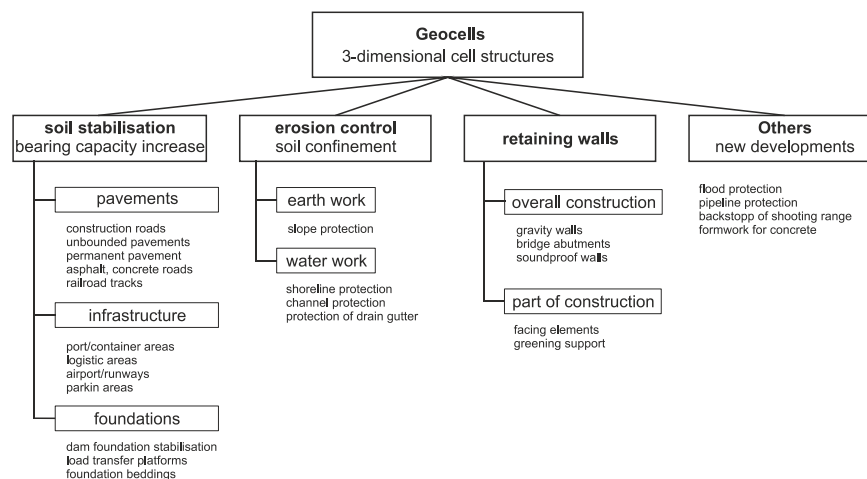 Geocells
3-dimensional cell structures
soil stabilisation
bearing capacity increase
pavements
construction roads
unbounded pavements
permanent pavement
asphalt, concrete roads
railroad tracks
infrastructure
port/container areas
logistic areas
airport/runways
parkin areas
foundations
dam foundation stabilisation
load transfer platforms
foundation beddings
erosion control
soil confinement
earth work
slope protection
water work
shoreline protection
channel protection
protection of drain gutter
retaining walls
overall construction
gravity walls
bridge abutments
soundproof walls
part of construction
facing elements
greening support
Others
new developments
flood protection
pipeline protection
backstopp of shooting range
formwork for concrete